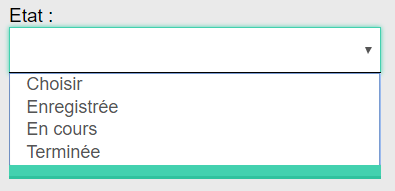 Etat :
Choisir
Enregistrée
En cours
Terminée